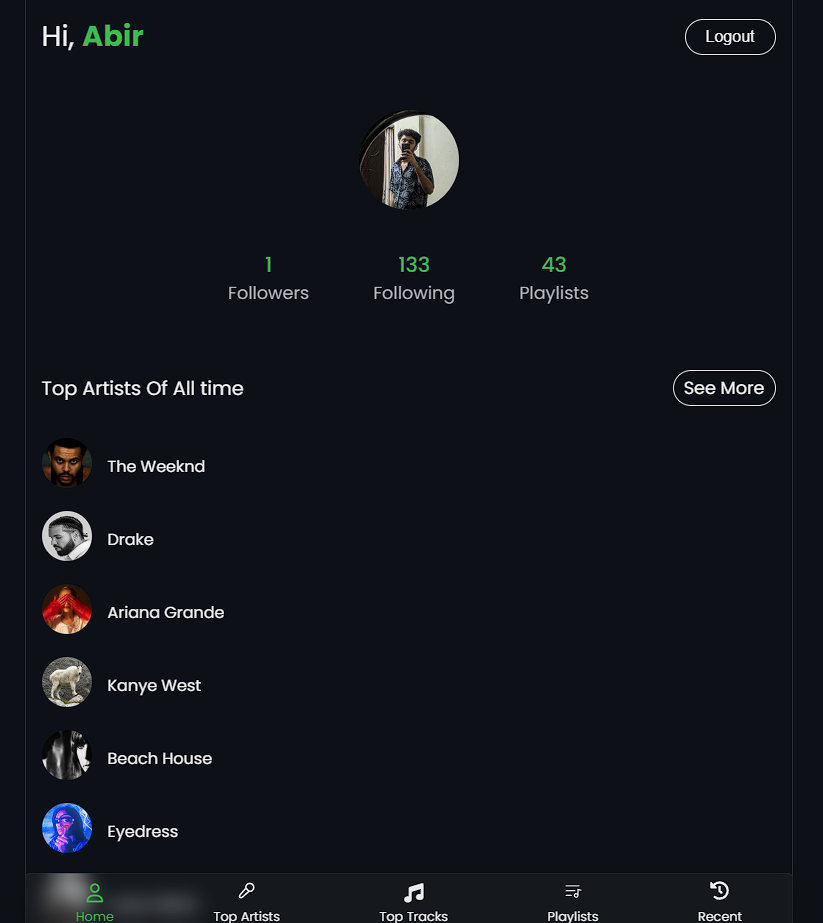 Hi, Abir
Logout
1
Followers
133
Following
43
Playlists
Top Artists Of All time
See More
The Weeknd
Drake
Ariana Grande
Kanye West
Beach House
Eyedress
Home
Top Artists
Top Tracks
Playlists
Recent